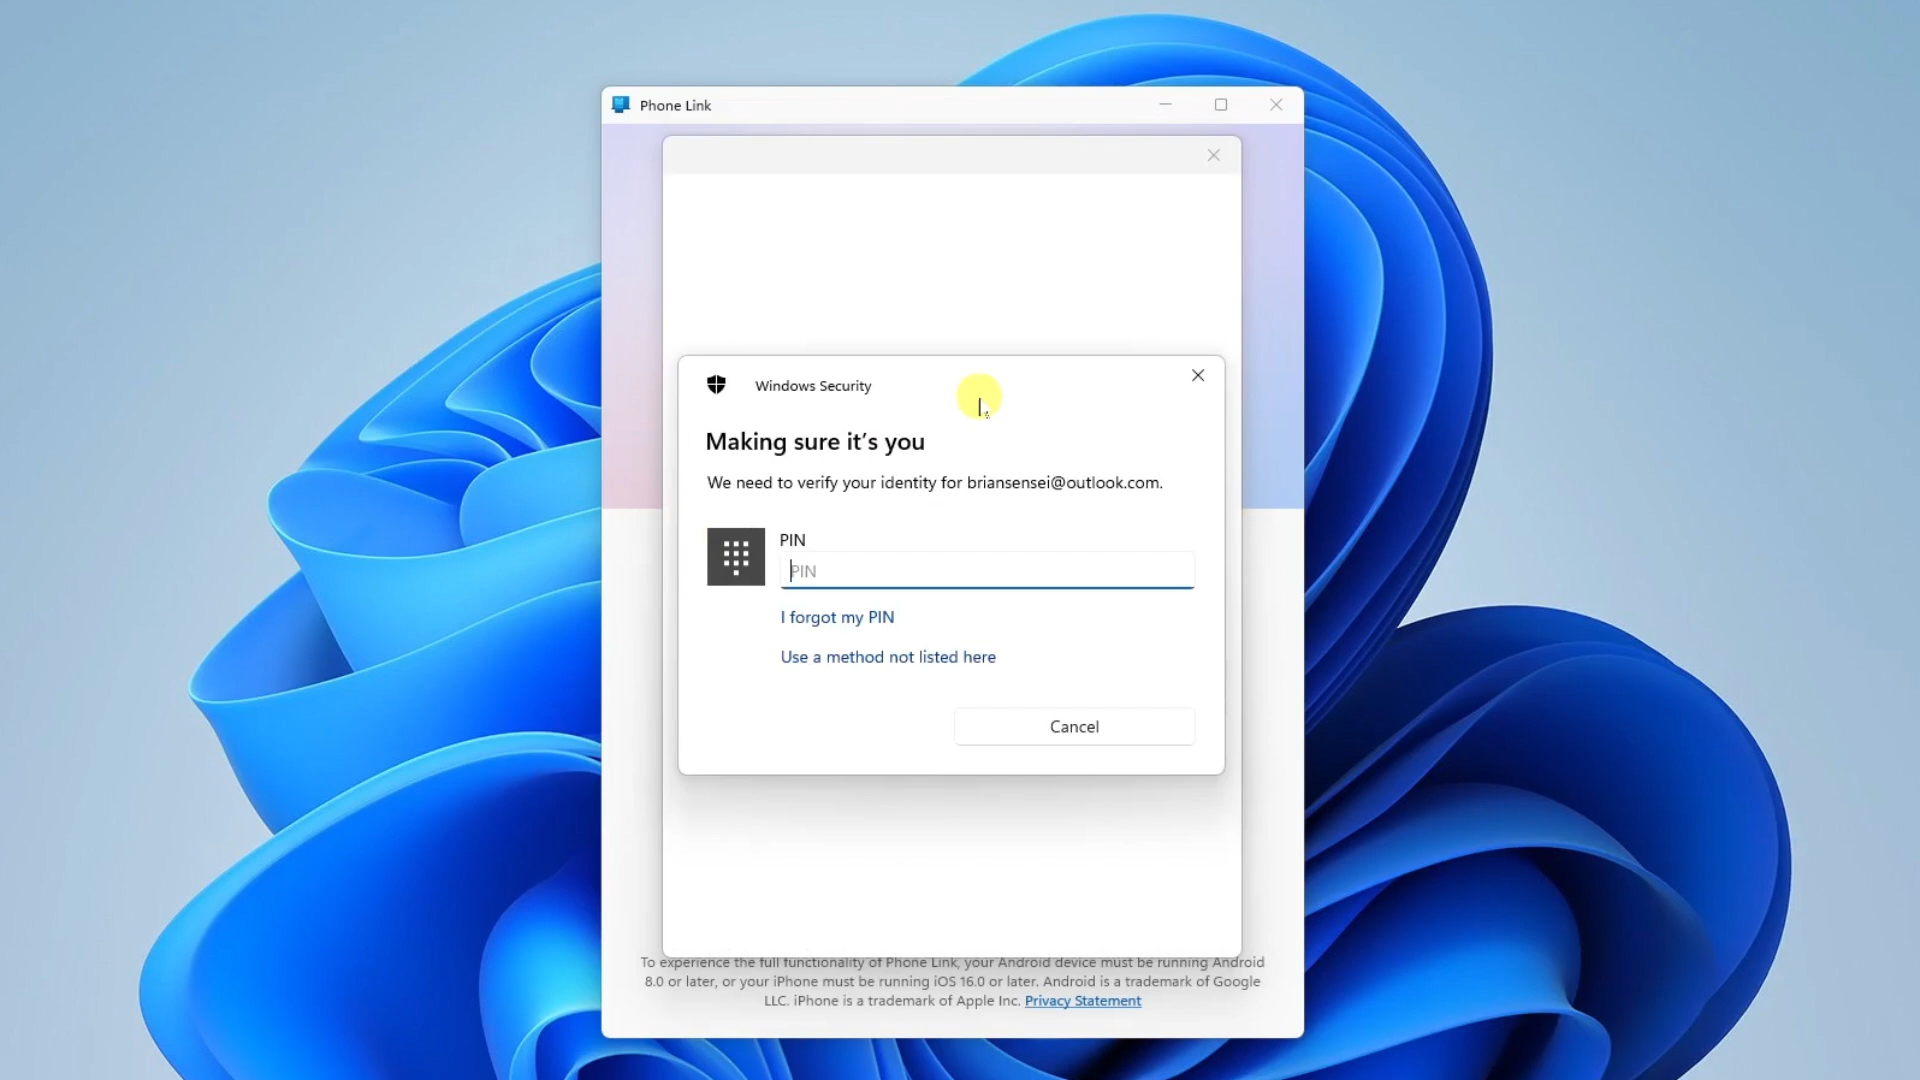 Phone Link
Windows Security
Making sure it's you
We need to verify your identity for briansensei@outlook.com.
PIN
PIN
I forgot my PIN
Use a method not listed here
Cancel
To experience the full functionality of Phone Link, your Android device must be running Android
8.0 or later, or your iPhone must be running iOS 16.0 or later. Android is a trademark of Google
LLC. iPhone is a trademark of Apple Inc. Privacy Statement